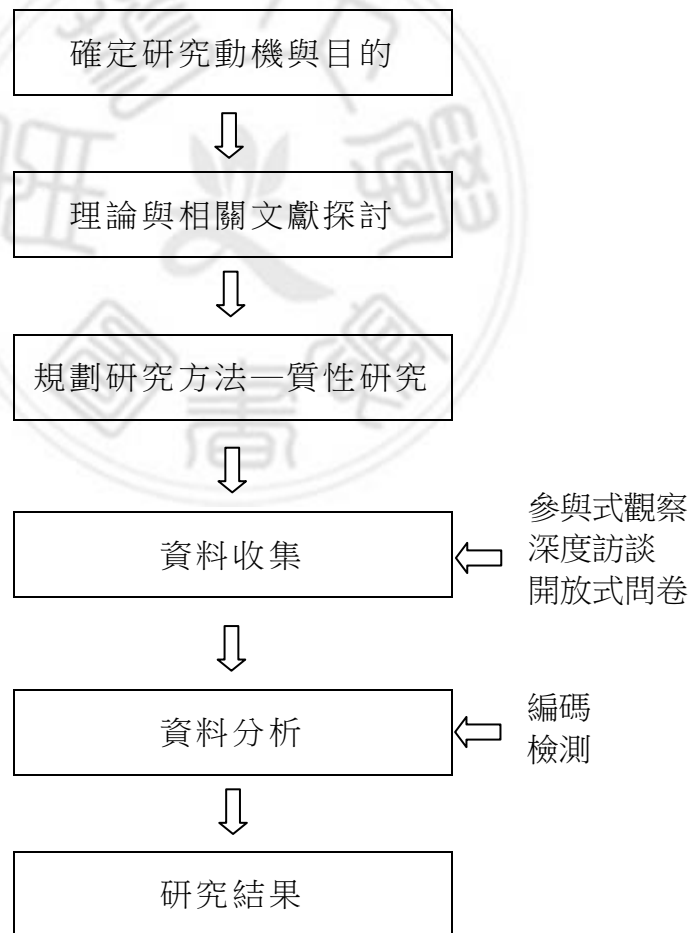 確定研究動機與目的
理論與相關文獻探討
規劃研究方法—質性研究
資料收集
參與式觀察
深度訪談
開放式問卷
資料分析
編碼
檢測
研究結果